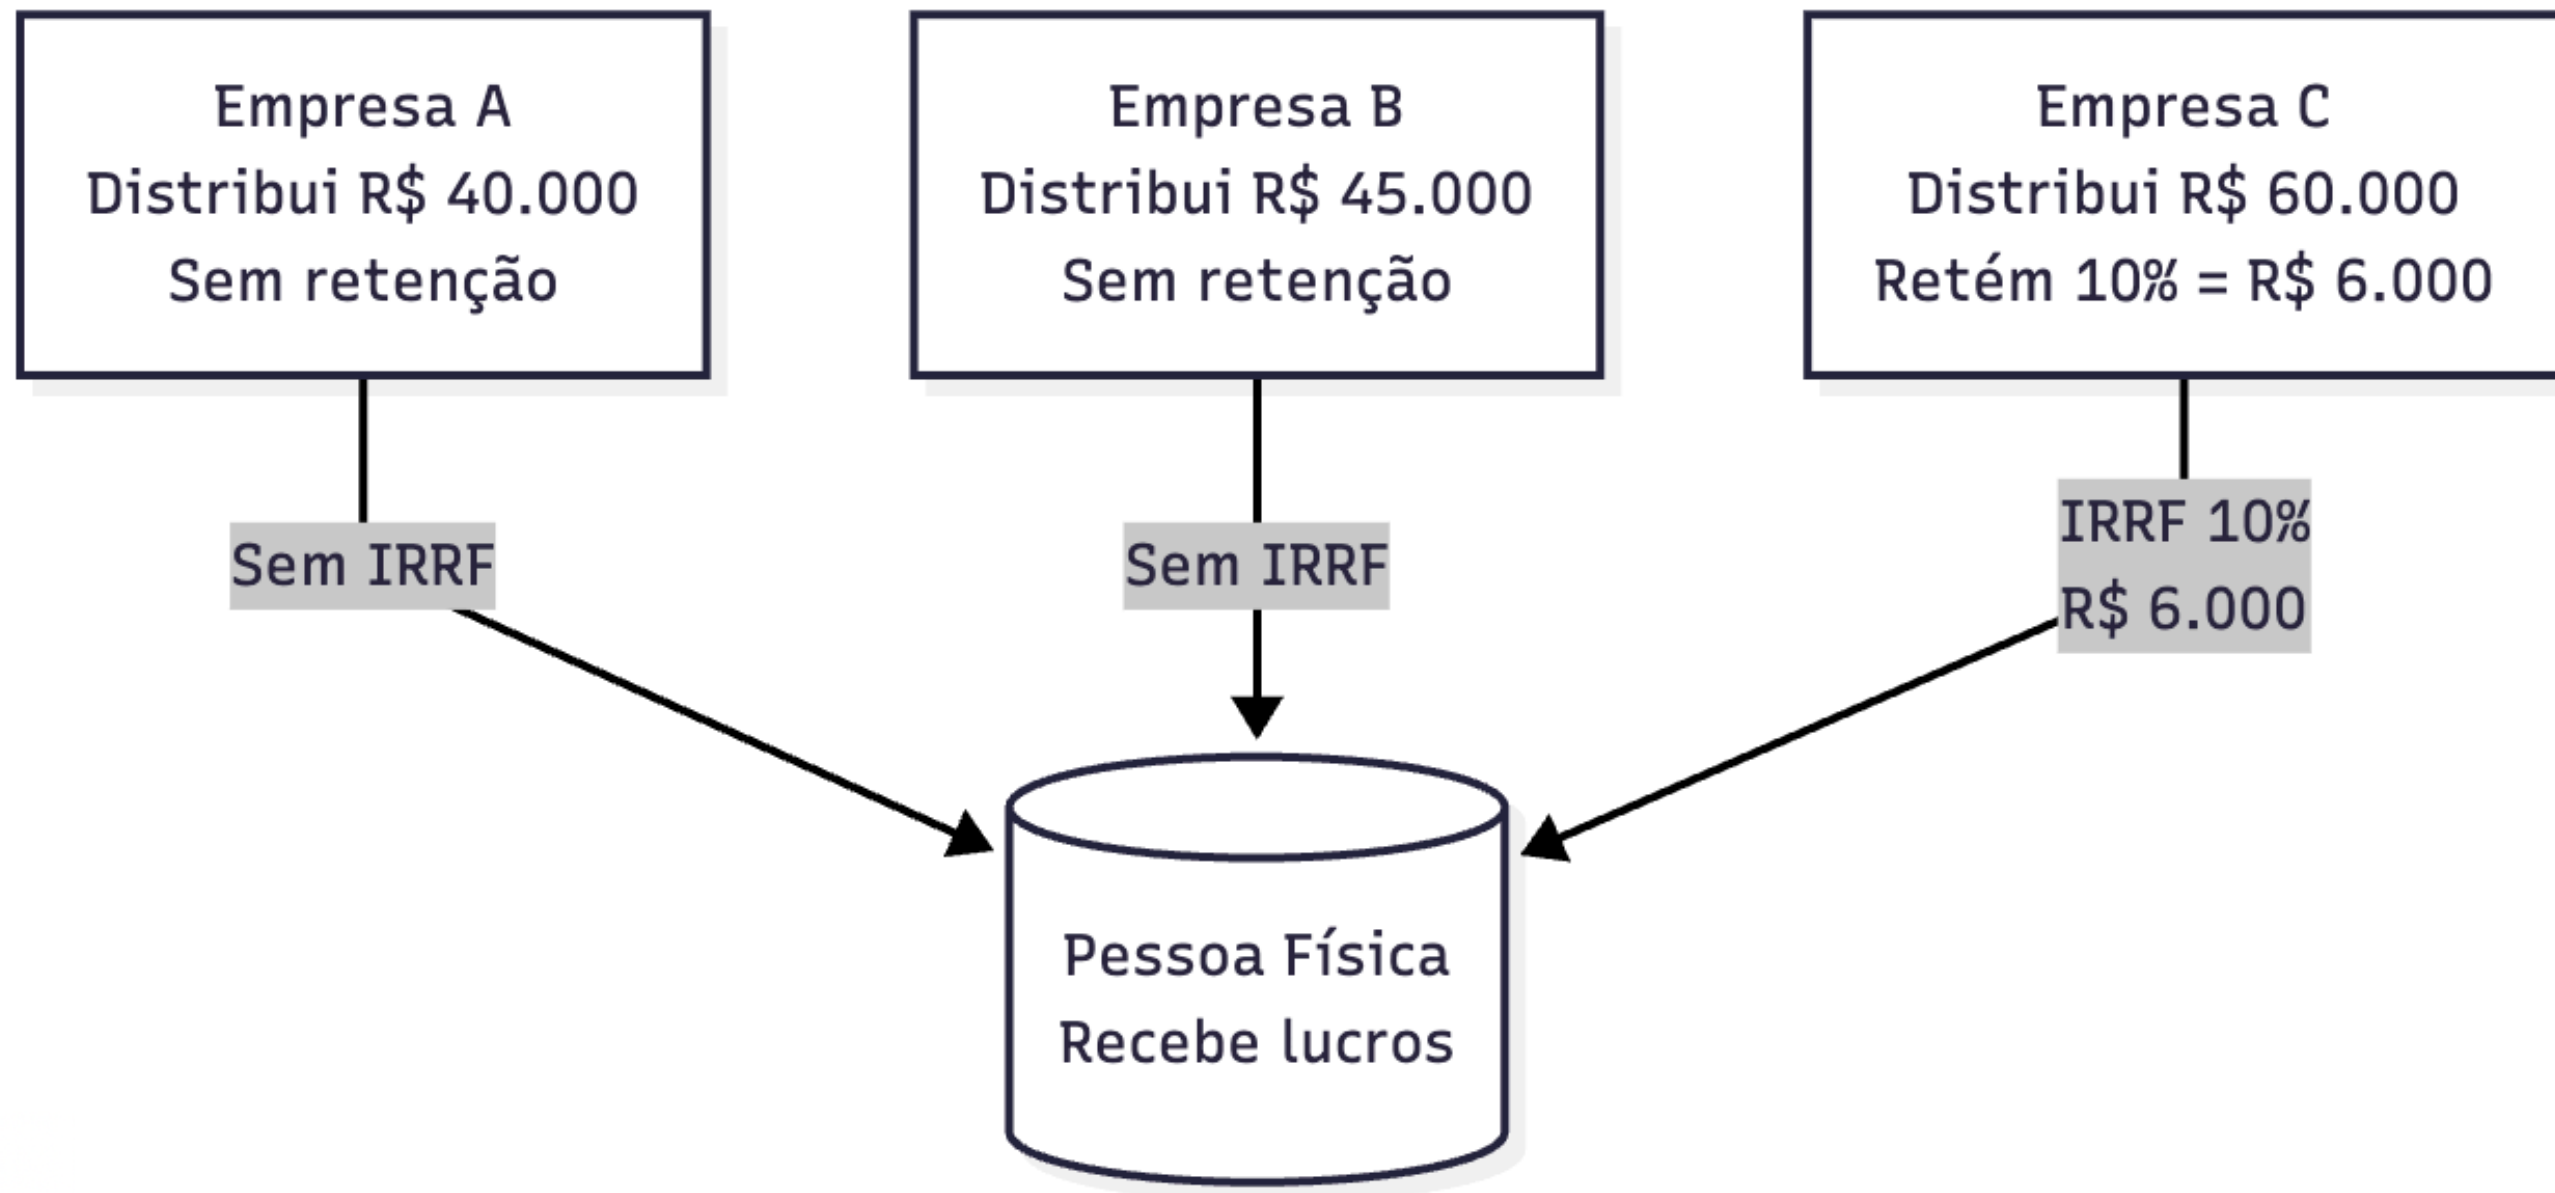 Empresa A
Distribui R$ 40.000
Sem retenção
Empresa B
Distribui R$ 45.000
Sem retenção
Empresa C
Distribui R$ 60.000
Retém 10% = R$ 6.000
Sem IRRF
Sem IRRF
IRRF 10%
R$ 6.000
Pessoa Física
Recebe lucros